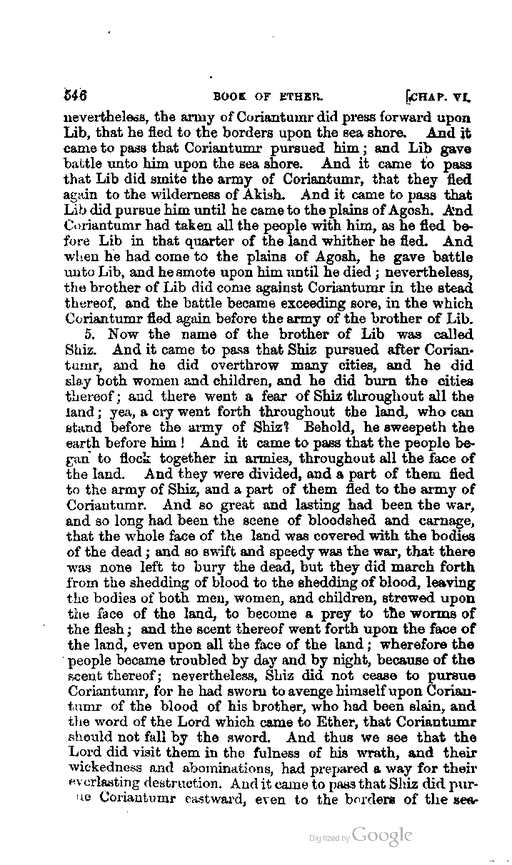 546 BOOK OF ETHER. [CHAP. VI.
nevertheless, the army of Coriantumr did press forward upon
Lib, that he fled to the borders upon the sea shore. And it
came to pass that Coriantumr pursued him; and Lib gave
battle unto him upon the sea shore. And it came to pass
that Lib did smite the army of Coriantumr, that they fled
again to the wilderness of Akish. And it came to pass that
Lib did pursue him until he came to the plains of Agosh. And
Coriantumr had taken all the people with him, as he fled be-
fore Lib in that quarter of the land whither he fled. And
when he had come to the plains of Agosh, he gave battle
unto Lib, and he smote upon him until he died; nevertheless,
the brother of Lib did come against Coriantumr in the stead
thereof, and the battle became exceeding sore, in the which
Coriantumr fled again before the army of the brother of Lib.
5. Now the name of the brother of Lib was called
Shiz. And it came to pass that Shiz pursued after Corian-
tumr, and he did overthrow many cities, and he did
slay both women and children, and he did burn the cities
thereof; and there went a fear of Shiz throughout all the
land; yea, a cry went forth throughout the land, who can
stand before the army of Shiz? Behold, he sweepeth the
earth before him! And it came to pass that the people be-
gan to flock together in armies, throughout all the face of
the land. And they were divided, and a part of them fled
to the army of Shiz, and a part of them fled to the army of
Coriantumr. And so great and lasting had been the war,
and so long had been the scene of bloodshed and carnage,
that the whole face of the land was covered with the bodies
of the dead; and so swift and speedy was the war, that there
was none left to bury the dead, but they did march forth
from the shedding of blood to the shedding of blood, leaving
the bodies of both men, women, and children, strewed upon
the face of the land, to become a prey to the worms of
the flesh; and the scent thereof went forth upon the face of
the land, even upon all the face of the land; wherefore the
people became troubled by day and by night, because of the
scent thereof; nevertheless, Shiz did not cease to pursue
Coriantumr, for he had sworn to avenge himself upon Corian-
tumr of the blood of his brother, who had been slain, and
the word of the Lord which came to Ether, that Coriantumr
should not fall by the sword. And thus we see that the
Lord did visit them in the fulness of his wrath, and their
wickedness and abominations, had prepared a way for their
everlasting destruction. And it came to pass that Shiz did pur-
ue Coriantumr eastward, even to the borders of the sea-
Digitized by Google